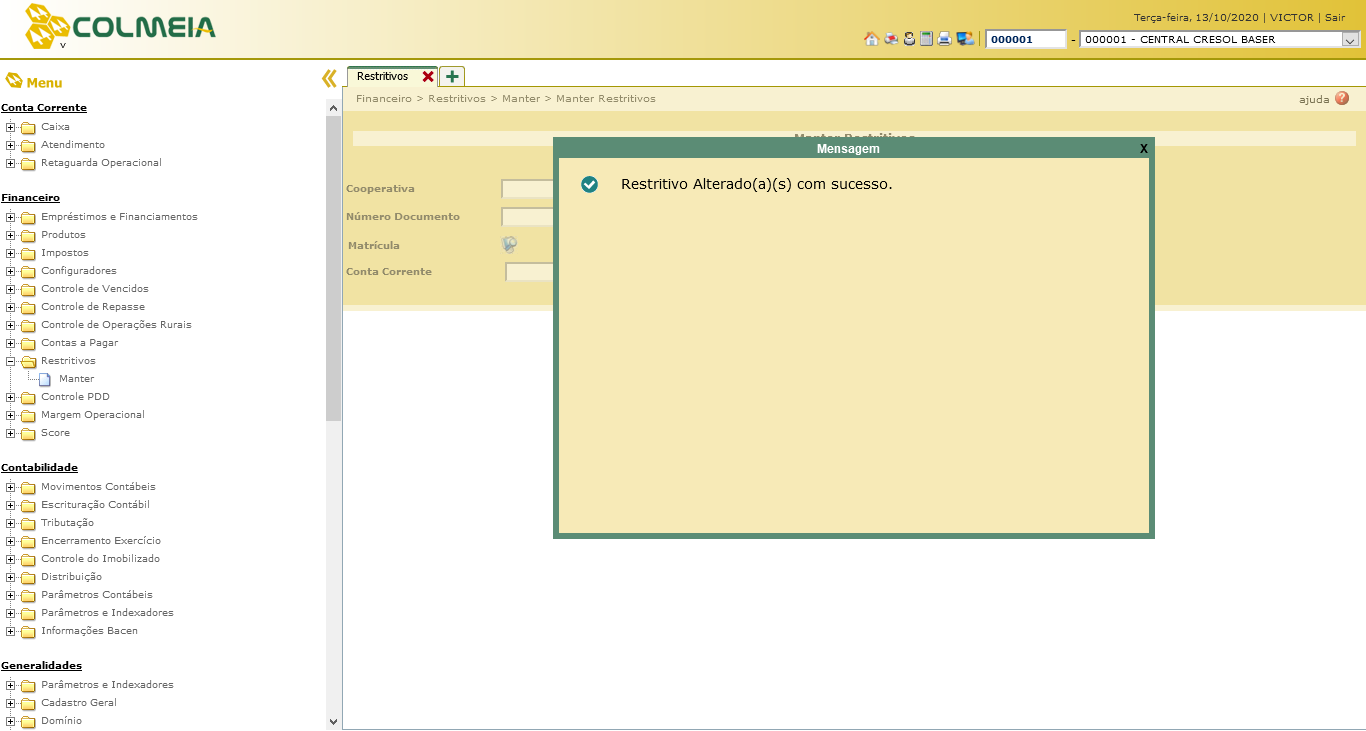 COLMEIA
v
Terça-feira, 13/10/2020 | VICTOR | Sair
000001 - 000001 - CENTRAL CRESOL BASER
Menu
Conta Corrente
Caixa
Atendimento
Retaguarda Operacional
Financeiro
Empréstimos e Financiamentos
Produtos
Impostos
Configuradores
Controle de Vencidos
Controle de Repasse
Controle de Operações Rurais
Contas a Pagar
Restritivos
Manter
Controle PDD
Margem Operacional
Score
Contabilidade
Movimentos Contábeis
Escrituração Contábil
Tributação
Encerramento Exercício
Controle do Imobilizado
Distribuição
Parâmetros Contábeis
Parâmetros e Indexadores
Informações Bacen
Generalidades
Parâmetros e Indexadores
Cadastro Geral
Domínio
Restritivos
Financeiro > Restritivos > Manter > Manter Restritivos
ajuda
Manter Restritivos
Cooperativa
Número Documento
Matrícula
Conta Corrente
Mensagem X
Restritivo Alterado(a)(s) com sucesso.